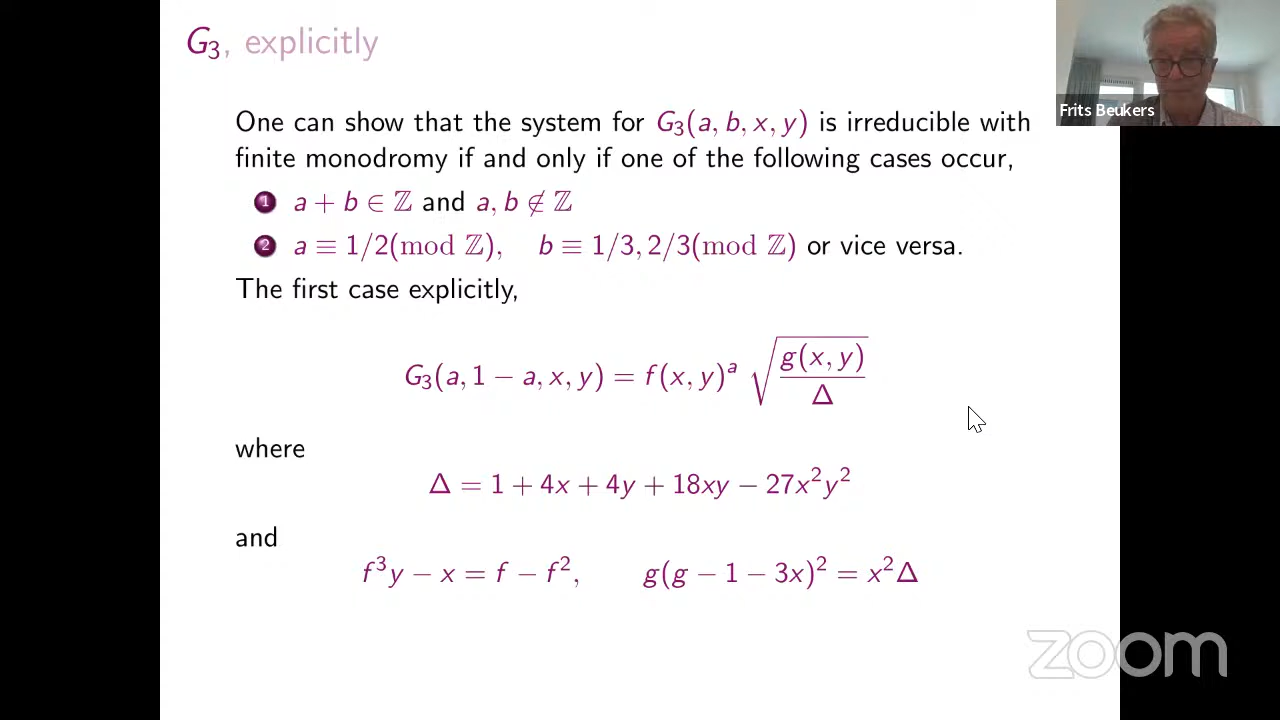 G₃, explicitly
Frits Beukers
One can show that the system for G₃(a, b, x, y) is irreducible with
finite monodromy if and only if one of the following cases occur,
1 a + b ∈ ℤ and a, b ∉ ℤ
2 a ≡ 1/2(mod ℤ), b ≡ 1/3, 2/3(mod ℤ) or vice versa.
The first case explicitly,
G₃(a, 1 − a, x, y) = f(x, y)ᵃ √(g(x, y)/Δ)
where
Δ = 1 + 4x + 4y + 18xy − 27x²y²
and
f³y − x = f − f², g(g − 1 − 3x)² = x²Δ
zoom